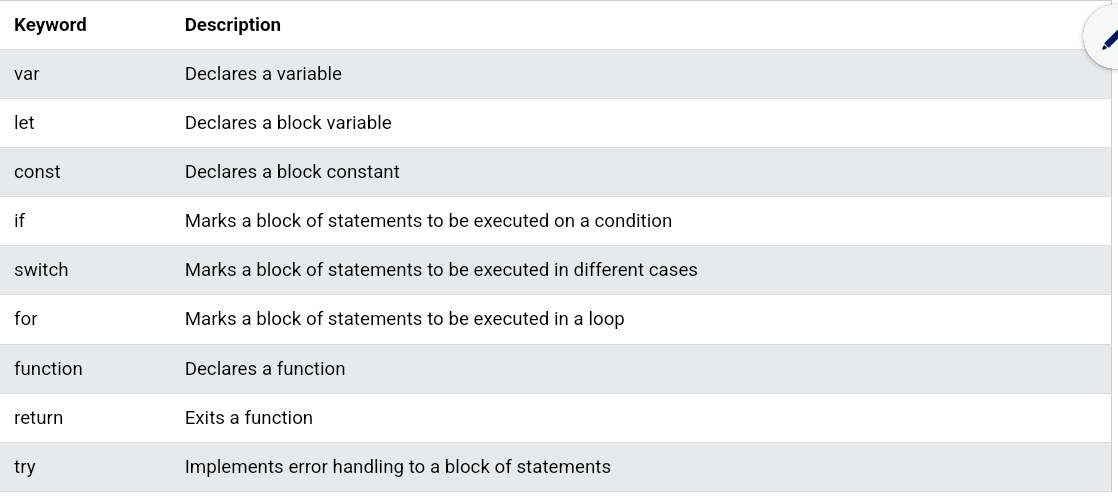 Keyword Description
var Declares a variable
let Declares a block variable
const Declares a block constant
if Marks a block of statements to be executed on a condition
switch Marks a block of statements to be executed in different cases
for Marks a block of statements to be executed in a loop
function Declares a function
return Exits a function
try Implements error handling to a block of statements